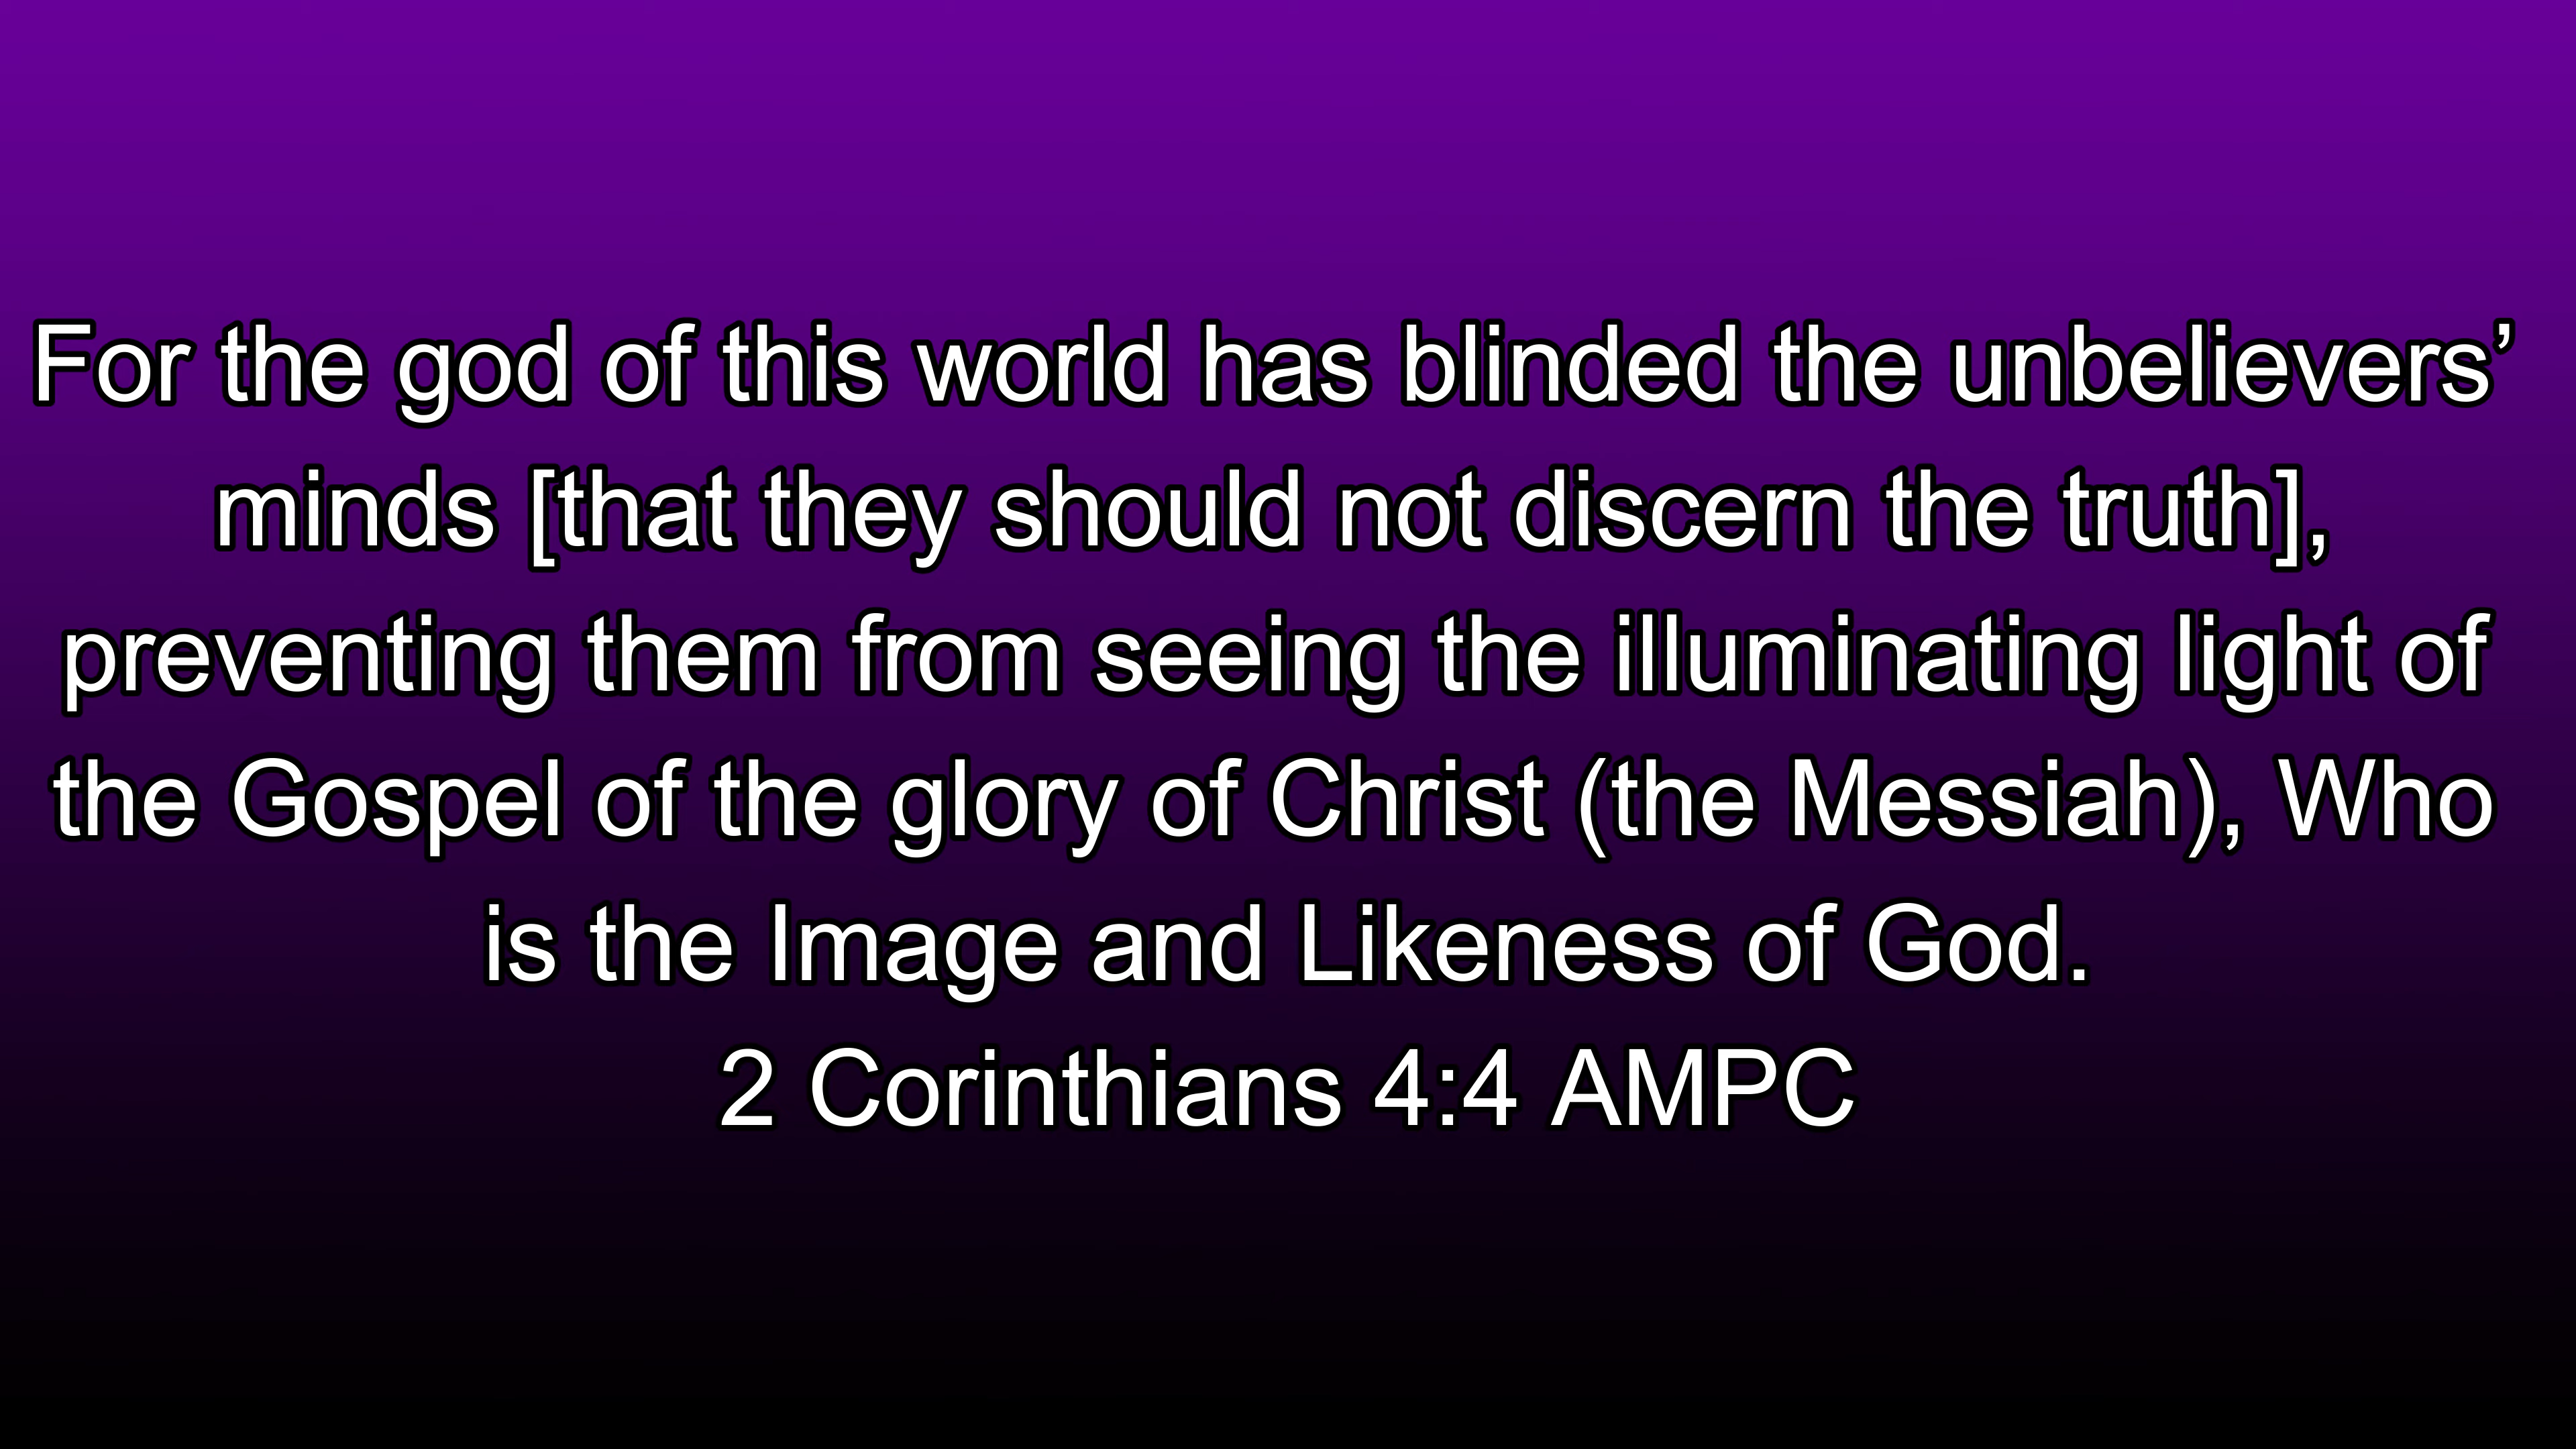 For the god of this world has blinded the unbelievers’
minds [that they should not discern the truth],
preventing them from seeing the illuminating light of
the Gospel of the glory of Christ (the Messiah), Who
is the Image and Likeness of God.
2 Corinthians 4:4 AMPC